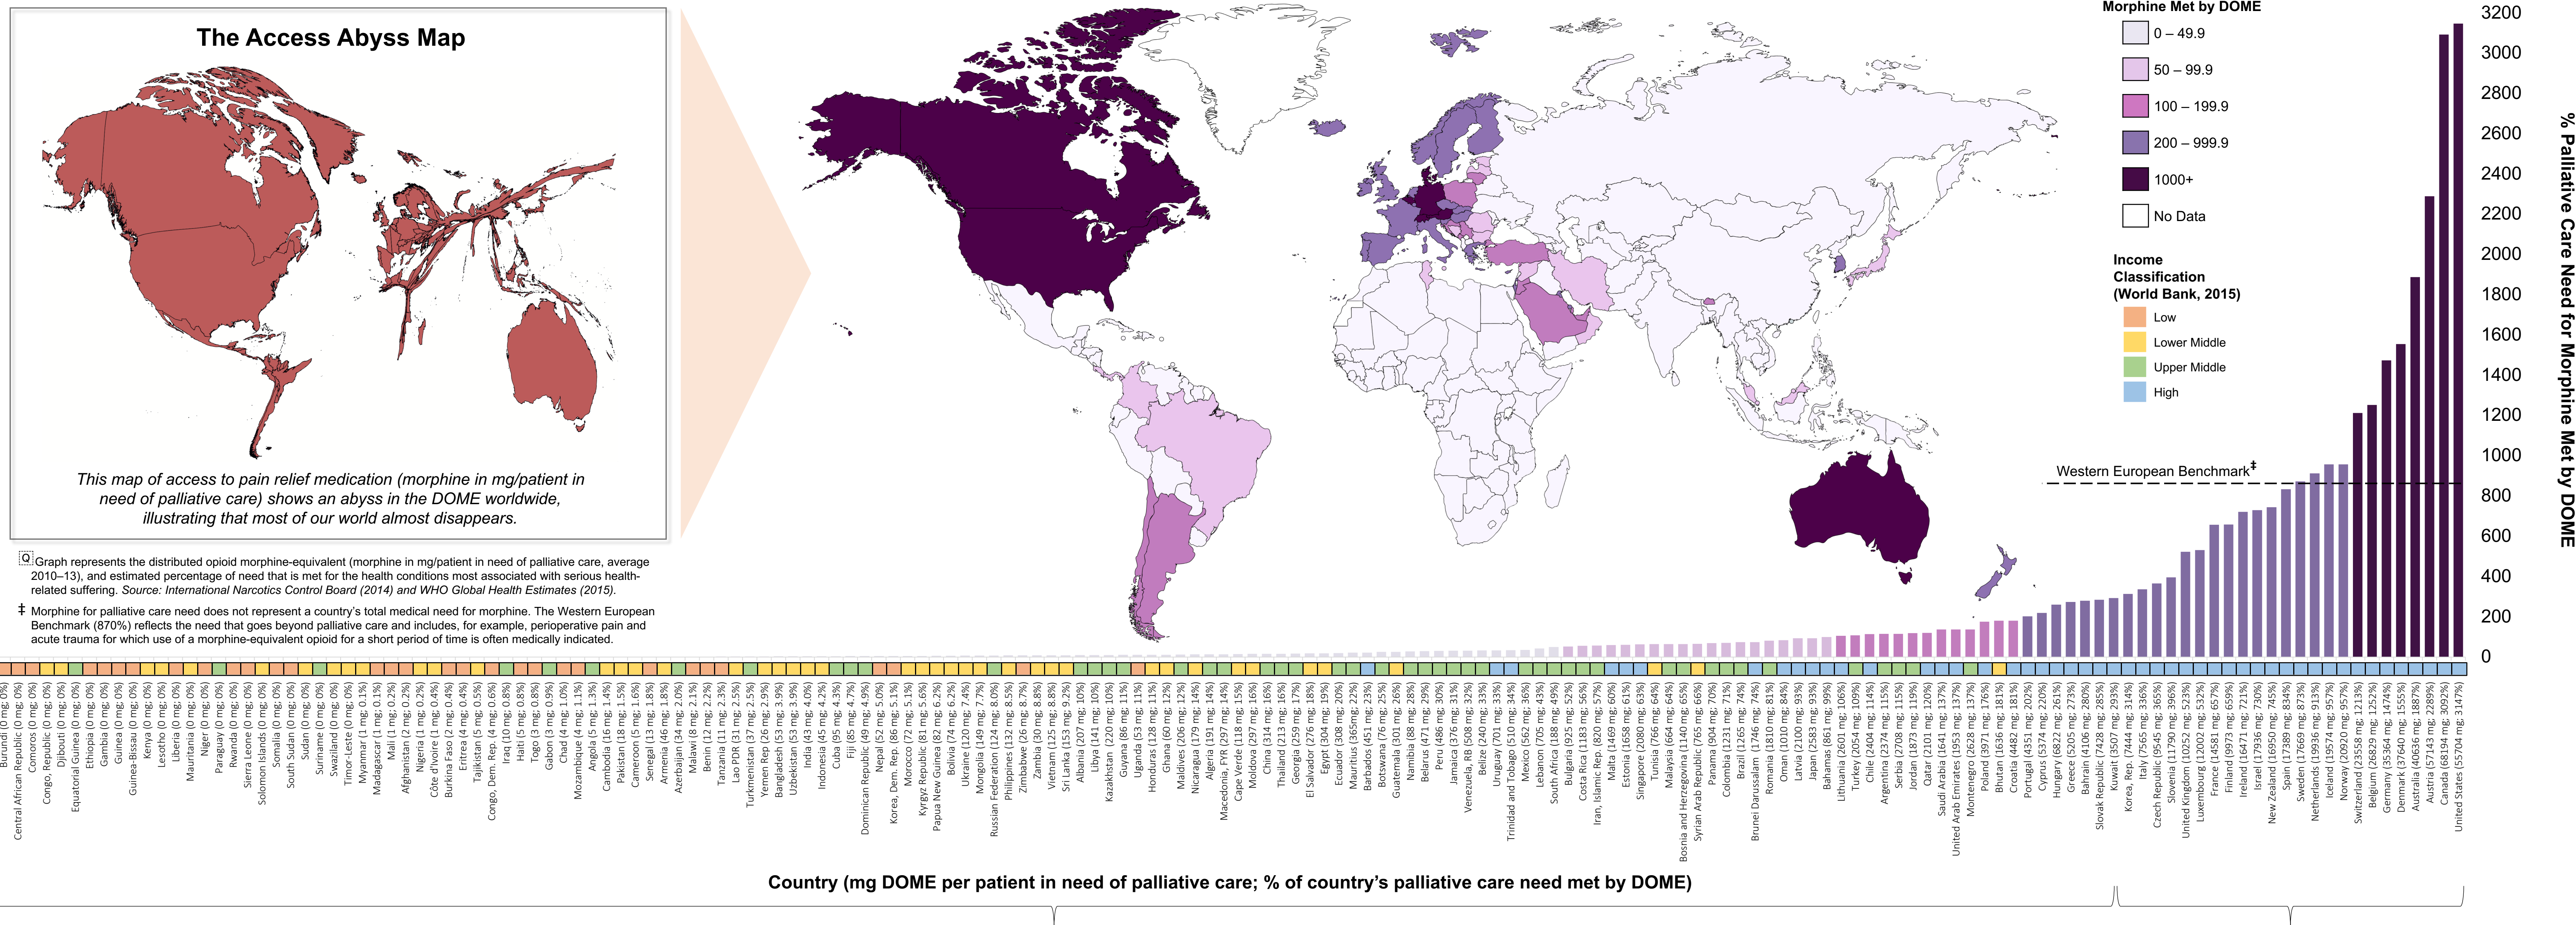 The Access Abyss Map
This map of access to pain relief medication (morphine in mg/patient in
need of palliative care) shows an abyss in the DOME worldwide,
illustrating that most of our world almost disappears.
Q Graph represents the distributed opioid morphine-equivalent (morphine in mg/patient in need of palliative care, average
2010–13), and estimated percentage of need that is met for the health conditions most associated with serious health-
related suffering. Source: International Narcotics Control Board (2014) and WHO Global Health Estimates (2015).
‡ Morphine for palliative care need does not represent a country's total medical need for morphine. The Western European
Benchmark (870%) reflects the need that goes beyond palliative care and includes, for example, perioperative pain and
acute trauma for which use of a morphine-equivalent opioid for a short period of time is often medically indicated.
Morphine Met by DOME
0 – 49.9
50 – 99.9
100 – 199.9
200 – 999.9
1000+
No Data
Income
Classification
(World Bank, 2015)
Low
Lower Middle
Upper Middle
High
Western European Benchmark‡
3200
3000
2800
2600
2400
2200
2000
1800
1600
1400
1200
1000
800
600
400
200
0
% Palliative Care Need for Morphine Met by DOME
Burundi (0 mg; 0%)
Central African Republic (0 mg; 0%)
Comoros (0 mg; 0.0%)
Congo, Republic (0 mg; 0.0%)
Djibouti (0 mg; 0.0%)
Equatorial Guinea (0 mg; 0.0%)
Ethiopia (0 mg; 0.0%)
Gambia (0 mg; 0.0%)
Guinea (0 mg; 0.0%)
Guinea-Bissau (0 mg; 0.0%)
Kenya (0 mg; 0.0%)
Lesotho (0 mg; 0.0%)
Liberia (0 mg; 0.0%)
Mauritania (0 mg; 0.0%)
Niger (0 mg; 0.0%)
Paraguay (0 mg; 0.0%)
Rwanda (0 mg; 0.0%)
Sierra Leone (0 mg; 0.0%)
Solomon Islands (0 mg; 0.0%)
Somalia (0 mg; 0.0%)
South Sudan (0 mg; 0.0%)
Sudan (0 mg; 0.0%)
Suriname (0 mg; 0.0%)
Swaziland (0 mg; 0.0%)
Timor-Leste (0 mg; 0.0%)
Myanmar (1 mg; 0.1%)
Madagascar (1 mg; 0.1%)
Mali (1 mg; 0.2%)
Afghanistan (2 mg; 0.2%)
Nigeria (1 mg; 0.2%)
Côte d'Ivoire (1 mg; 0.4%)
Burkina Faso (2 mg; 0.4%)
Eritrea (1 mg; 0.4%)
Tajikistan (5 mg; 0.5%)
Congo, Dem. Rep. (4 mg; 0.6%)
Iraq (10 mg; 0.8%)
Haiti (5 mg; 0.8%)
Togo (3 mg; 0.8%)
Gabon (3 mg; 0.9%)
Chad (4 mg; 1.0%)
Mozambique (4 mg; 1.1%)
Angola (5 mg; 1.3%)
Cambodia (16 mg; 1.4%)
Pakistan (18 mg; 1.5%)
Cameroon (5 mg; 1.6%)
Senegal (13 mg; 1.8%)
Armenia (46 mg; 1.8%)
Azerbaijan (34 mg; 2.0%)
Malawi (8 mg; 2.1%)
Benin (12 mg; 2.2%)
Tanzania (11 mg; 2.3%)
Lao PDR (31 mg; 2.5%)
Turkmenistan (37 mg; 2.5%)
Yemen Rep (26 mg; 2.9%)
Bangladesh (53 mg; 3.9%)
Uzbekistan (53 mg; 3.9%)
India (43 mg; 4.0%)
Indonesia (45 mg; 4.2%)
Cuba (95 mg; 4.3%)
Fiji (85 mg; 4.7%)
Dominican Republic (49 mg; 4.9%)
Nepal (52 mg; 5.0%)
Korea, Dem. Rep. (86 mg; 5.1%)
Morocco (72 mg; 5.1%)
Kyrgyz Republic (81 mg; 5.6%)
Papua New Guinea (82 mg; 6.2%)
Bolivia (74 mg; 6.2%)
Ukraine (120 mg; 7.4%)
Mongolia (149 mg; 7.7%)
Russian Federation (124 mg; 8.0%)
Philippines (132 mg; 8.5%)
Zimbabwe (26 mg; 8.7%)
Zambia (30 mg; 8.8%)
Vietnam (125 mg; 8.8%)
Sri Lanka (153 mg; 9.2%)
Albania (207 mg; 10%)
Libya (141 mg; 10%)
Kazakhstan (220 mg; 10%)
Guyana (86 mg; 11%)
Uganda (53 mg; 11%)
Honduras (128 mg; 11%)
Ghana (60 mg; 12%)
Maldives (206 mg; 12%)
Nicaragua (179 mg; 14%)
Algeria (191 mg; 14%)
Macedonia, FYR (297 mg; 14%)
Cape Verde (118 mg; 15%)
Moldova (297 mg; 16%)
China (314 mg; 16%)
Thailand (213 mg; 16%)
Georgia (259 mg; 17%)
El Salvador (276 mg; 18%)
Egypt (304 mg; 19%)
Ecuador (308 mg; 20%)
Mauritius (365mg; 22%)
Barbados (451 mg; 23%)
Botswana (76 mg; 25%)
Guatemala (301 mg; 26%)
Namibia (88 mg; 28%)
Belarus (471 mg; 29%)
Peru (486 mg; 30%)
Jamaica (376 mg; 31%)
Venezuela, RB (508 mg; 32%)
Belize (240 mg; 33%)
Uruguay (701 mg; 33%)
Trinidad and Tobago (510 mg; 34%)
Mexico (562 mg; 36%)
Lebanon (705 mg; 43%)
South Africa (188 mg; 49%)
Bulgaria (925 mg; 52%)
Costa Rica (1183 mg; 56%)
Iran, Islamic Rep. (820 mg; 57%)
Malta (1469 mg; 60%)
Estonia (1658 mg; 61%)
Singapore (2080 mg; 63%)
Tunisia (766 mg; 64%)
Malaysia (664 mg; 64%)
Bosnia and Herzegovina (1140 mg; 65%)
Syrian Arab Republic (765 mg; 66%)
Panama (904 mg; 70%)
Colombia (1231 mg; 71%)
Brazil (1265 mg; 74%)
Brunei Darussalam (1746 mg; 74%)
Romania (1810 mg; 81%)
Oman (1010 mg; 84%)
Latvia (2100 mg; 93%)
Japan (2583 mg; 93%)
Bahamas (861 mg; 99%)
Lithuania (2601 mg; 106%)
Turkey (2054 mg; 109%)
Chile (2404 mg; 114%)
Argentina (2374 mg; 115%)
Serbia (2708 mg; 115%)
Jordan (1873 mg; 119%)
Qatar (2101 mg; 120%)
Saudi Arabia (1641 mg; 137%)
United Arab Emirates (1953 mg; 137%)
Montenegro (2628 mg; 137%)
Poland (3971 mg; 176%)
Bhutan (1636 mg; 181%)
Croatia (4482 mg; 181%)
Portugal (4351 mg; 202%)
Cyprus (5374 mg; 220%)
Hungary (6822 mg; 261%)
Greece (5205 mg; 273%)
Bahrain (4106 mg; 280%)
Slovak Republic (7428 mg; 285%)
Kuwait (3507 mg; 293%)
Korea, Rep. (7444 mg; 314%)
Italy (7565 mg; 336%)
Czech Republic (9545 mg; 365%)
Slovenia (11790 mg; 396%)
United Kingdom (10252 mg; 523%)
Luxembourg (12002 mg; 532%)
France (14581 mg; 657%)
Finland (9973 mg; 659%)
Ireland (16471 mg; 721%)
Israel (17936 mg; 730%)
New Zealand (16950 mg; 745%)
Spain (17389 mg; 834%)
Sweden (17669 mg; 873%)
Netherlands (19936 mg; 913%)
Iceland (19574 mg; 957%)
Norway (20920 mg; 957%)
Switzerland (23558 mg; 1213%)
Belgium (26829 mg; 1252%)
Germany (35364 mg; 1474%)
Denmark (37640 mg; 1555%)
Australia (40636 mg; 1887%)
Austria (57143 mg; 2289%)
Canada (68194 mg; 3092%)
United States (55704 mg; 3147%)
Country (mg DOME per patient in need of palliative care; % of country's palliative care need met by DOME)